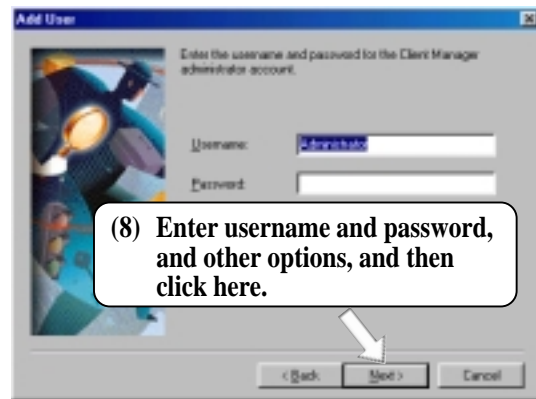 Add User
Enter the username and password for the Client Manager
administrator account.
Username:
Administrator
Password:
(8) Enter username and password,
and other options, and then
click here.
< Back
Next >
Cancel